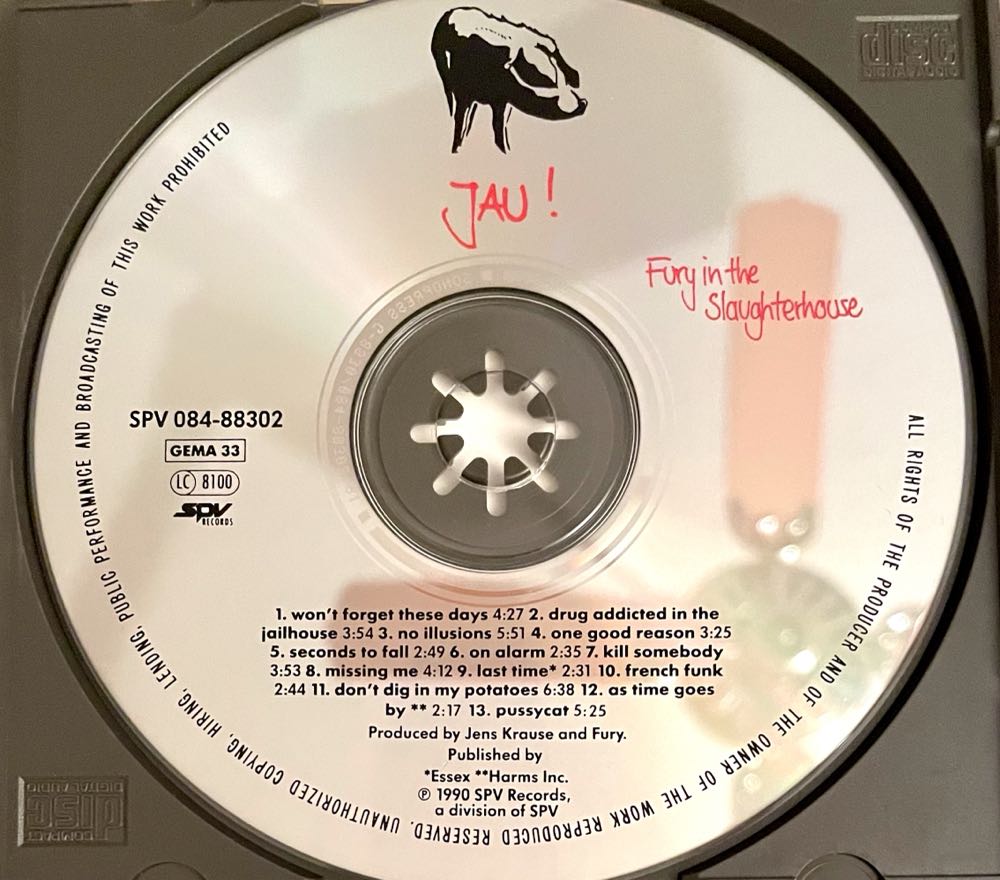 disc
DIGITAL AUDIO
JAU!
Fury in the
Slaughterhouse
SPV 084-88302
GEMA 33
LC 8100
SPV
RECORDS
ALL RIGHTS OF THE PRODUCER AND OF THE OWNER OF THE WORK REPRODUCED RESERVED. UNAUTHORIZED COPYING, HIRING, LENDING, PUBLIC PERFORMANCE AND BROADCASTING OF THIS WORK PROHIBITED
1. won't forget these days 4:27 2. drug addicted in the
jailhouse 3:54 3. no illusions 5:51 4. one good reason 3:25
5. seconds to fall 2:49 6. on alarm 2:35 7. kill somebody
3:53 8. missing me 4:12 9. last time* 2:31 10. french funk
2:44 11. don't dig in my potatoes 6:38 12. as time goes
by ** 2:17 13. pussycat 5:25
Produced by Jens Krause and Fury.
Published by
*Essex **Harms Inc.
℗ 1990 SPV Records,
a division of SPV
COMPACT
disc
DIGITAL AUDIO